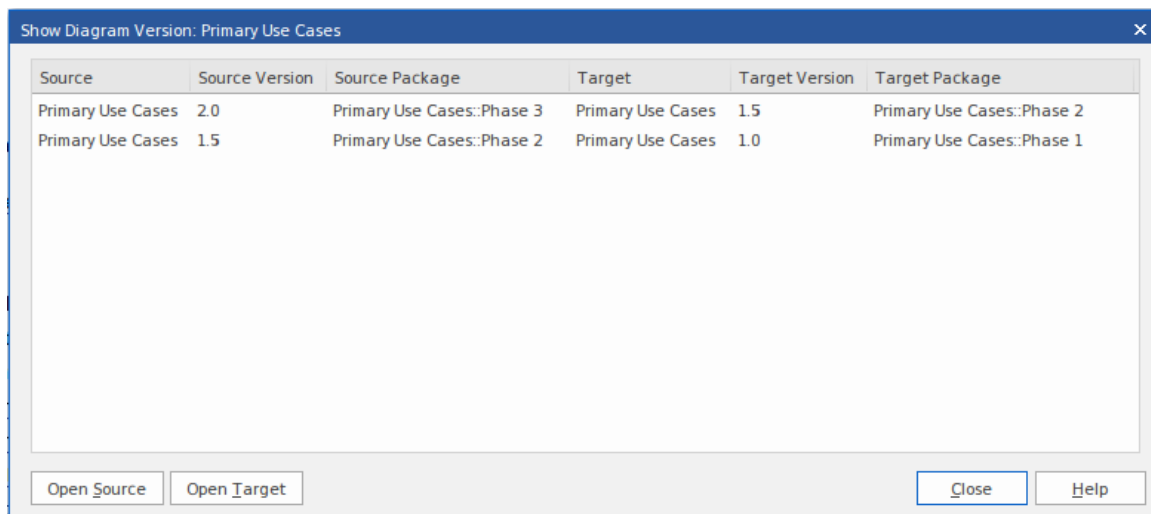 Show Diagram Version: Primary Use Cases
Source Source Version Source Package Target Target Version Target Package
Primary Use Cases 2.0 Primary Use Cases::Phase 3 Primary Use Cases 1.5 Primary Use Cases::Phase 2
Primary Use Cases 1.5 Primary Use Cases::Phase 2 Primary Use Cases 1.0 Primary Use Cases::Phase 1
Open Source Open Target Close Help